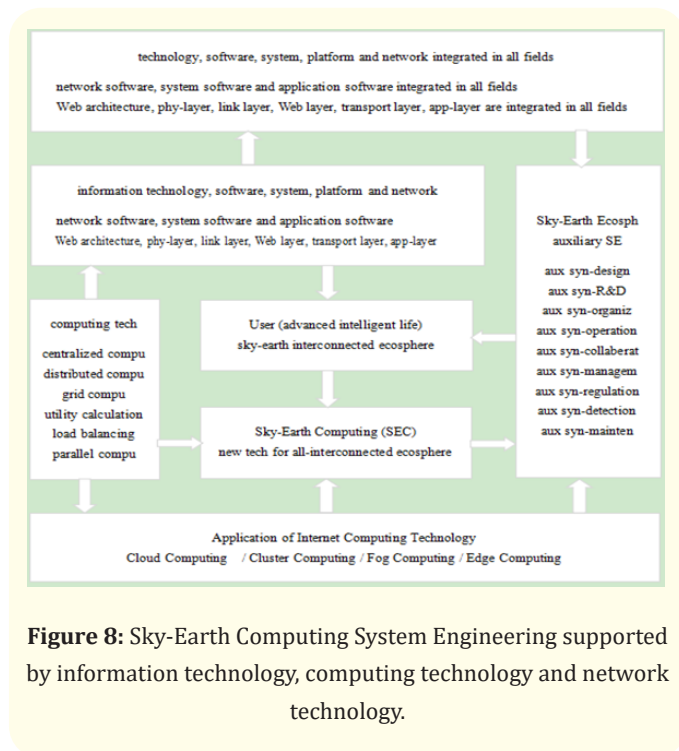 technology, software, system, platform and network integrated in all fields
network software, system software and application software integrated in all fields
Web architecture, phy-layer, link layer, Web layer, transport layer, app-layer are integrated in all fields
information technology, software, system, platform and network
network software, system software and application software
Web architecture, phy-layer, link layer, Web layer, transport layer, app-layer
Sky-Earth Ecosph
auxiliary SE
aux syn-design
aux syn-R&D
aux syn-organiz
aux syn-operation
aux syn-collaberat
aux syn-managem
aux syn-regulation
aux syn-detection
aux syn-mainten
computing tech
centralized compu
distributed compu
grid compu
utility calculation
load balancing
parallel compu
User (advanced intelligent life)
sky-earth interconnected ecosphere
Sky-Earth Computing (SEC)
new tech for all-interconnected ecosphere
Application of Internet Computing Technology
Cloud Computing / Cluster Computing / Fog Computing / Edge Computing
Figure 8: Sky-Earth Computing System Engineering supported
by information technology, computing technology and network
technology.